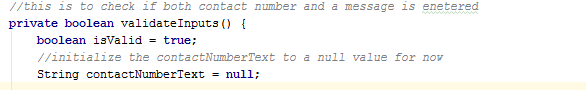 //this is to check if both contact number and a message is enetered
private boolean validateInputs() {
boolean isValid = true;
//initialize the contactNumberText to a null value for now
String contactNumberText = null;